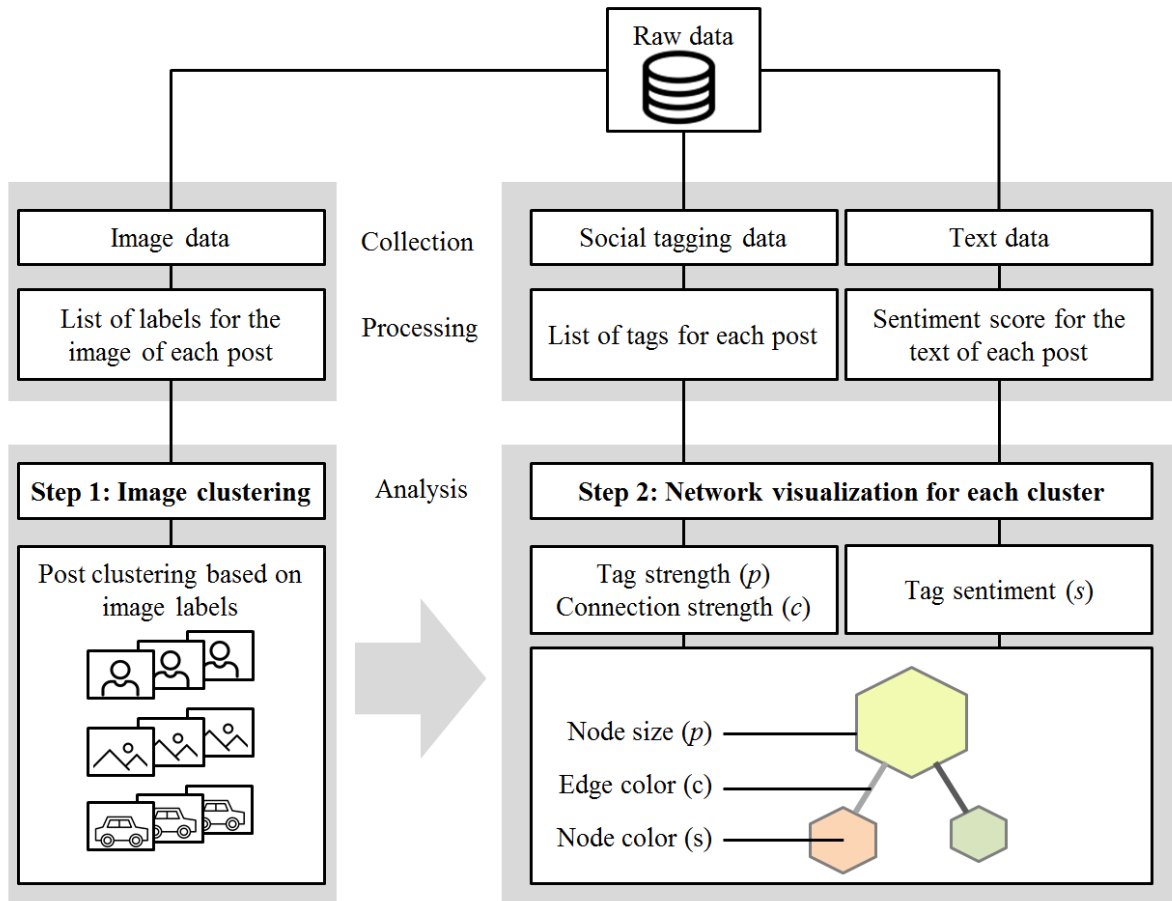 Raw data
Image data
Collection
Social tagging data
Text data
List of labels for the
image of each post
Processing
List of tags for each post
Sentiment score for the
text of each post
Step 1: Image clustering
Analysis
Step 2: Network visualization for each cluster
Post clustering based on
image labels
Tag strength (p)
Connection strength (c)
Tag sentiment (s)
Node size (p)
Edge color (c)
Node color (s)